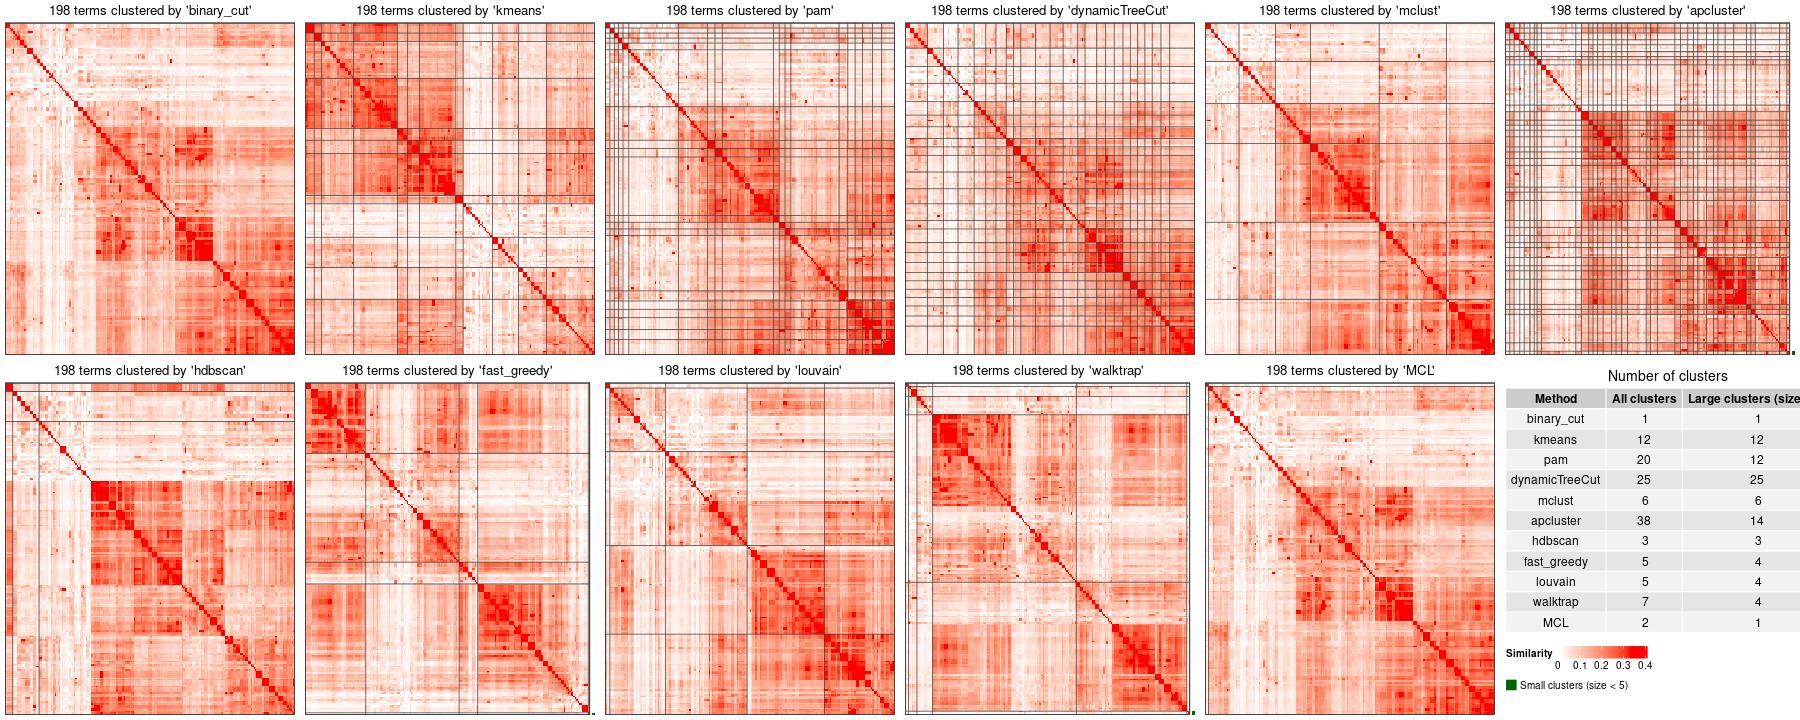 198 terms clustered by 'binary_cut'
198 terms clustered by 'kmeans'
198 terms clustered by 'pam'
198 terms clustered by 'dynamicTreeCut'
198 terms clustered by 'mclust'
198 terms clustered by 'apcluster'
198 terms clustered by 'hdbscan'
198 terms clustered by 'fast_greedy'
198 terms clustered by 'louvain'
198 terms clustered by 'walktrap'
198 terms clustered by 'MCL'
Number of clusters
Method All clusters Large clusters (size
binary_cut 1 1
kmeans 12 12
pam 20 12
dynamicTreeCut 25 25
mclust 6 6
apcluster 38 14
hdbscan 3 3
fast_greedy 5 4
louvain 5 4
walktrap 7 4
MCL 2 1
Similarity
0 0.1 0.2 0.3 0.4
Small clusters (size < 5)